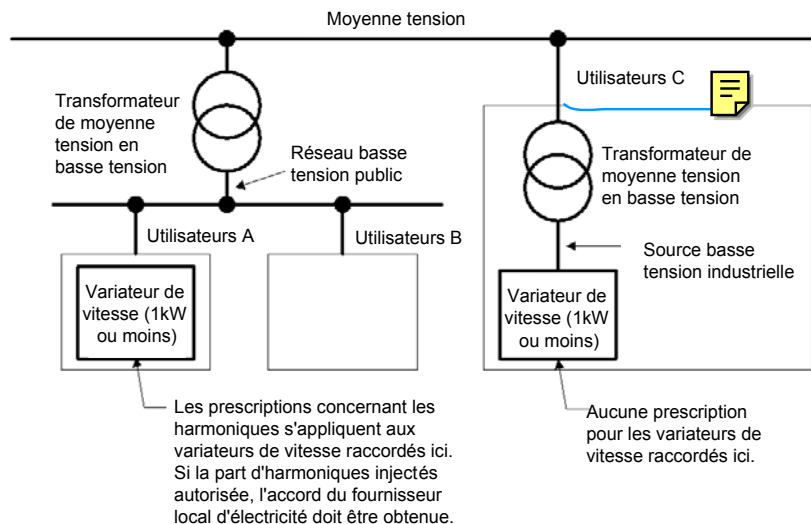 Moyenne tension
Transformateur
de moyenne
tension en
basse tension
Réseau basse
tension public
Utilisateurs A
Utilisateurs B
Variateur de
vitesse (1kW
ou moins)
Les prescriptions concernant les
harmoniques s'appliquent aux
variateurs de vitesse raccordés ici.
Si la part d'harmoniques injectés
autorisée, l'accord du fournisseur
local d'électricité doit être obtenue.
Utilisateurs C
Transformateur de
moyenne tension
en basse tension
Source basse
tension industrielle
Variateur de
vitesse (1kW
ou moins)
Aucune prescription
pour les variateurs de
vitesse raccordés ici.